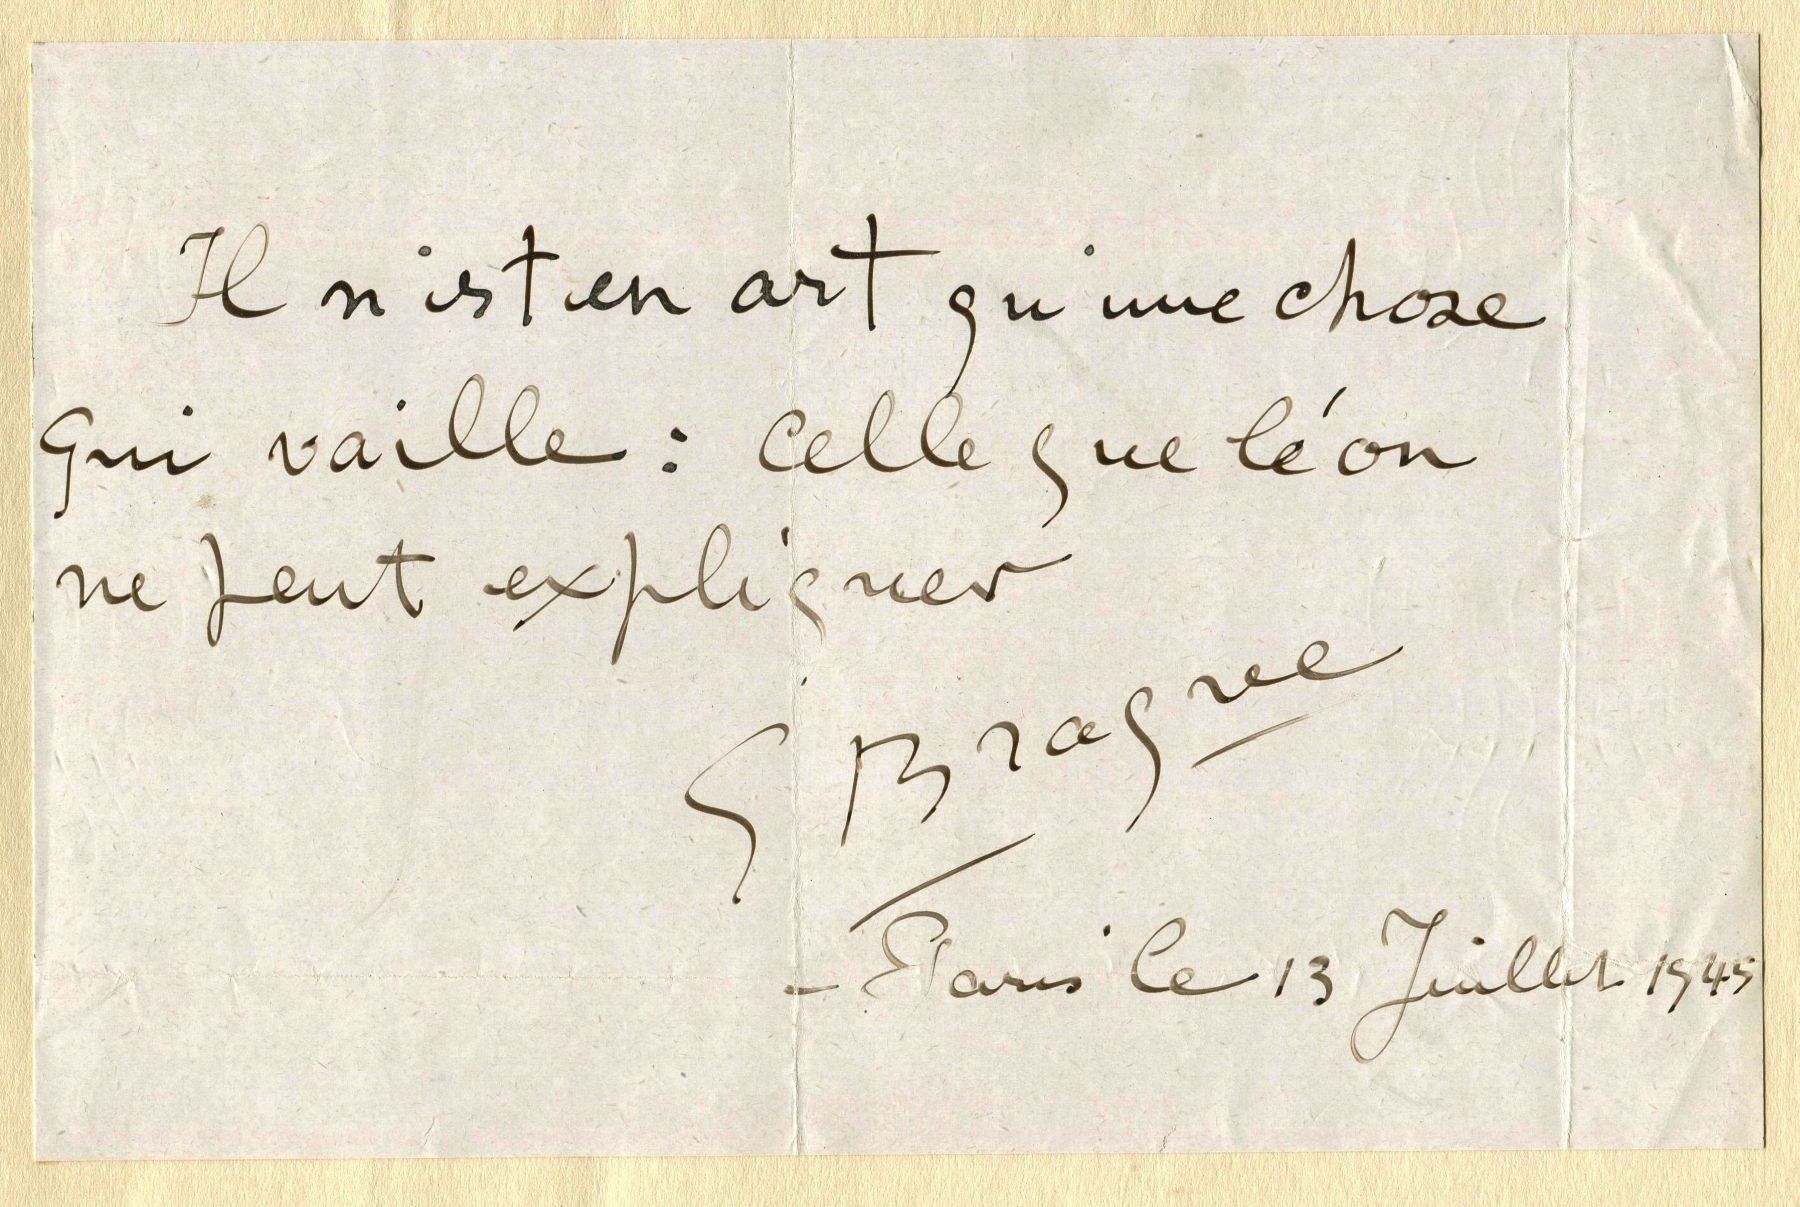 Il n'est en art qu'une chose
qui vaille : Celle que lé'on
ne peut expliquer
G Braque
- Paris le 13 Juillet 1945